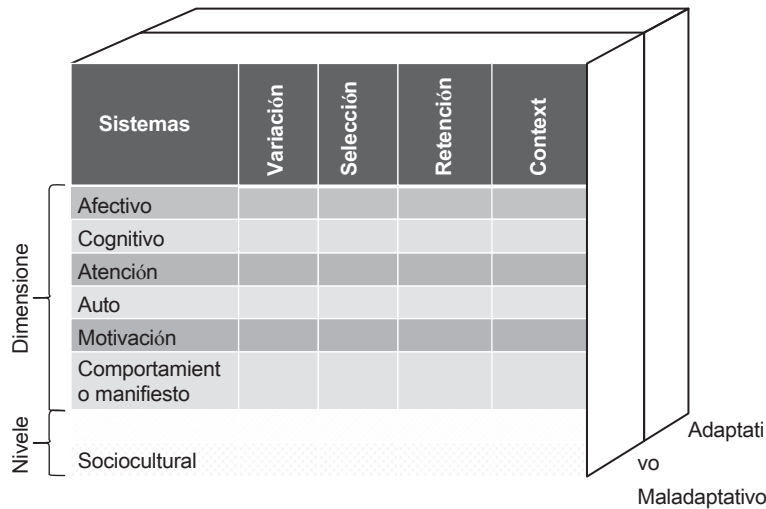 Sistemas
Variación
Selección
Retención
Context
Dimensione
Afectivo
Cognitivo
Atención
Auto
Motivación
Comportamient
o manifiesto
Nivele
Sociocultural
Adaptati
vo
Maladaptativo